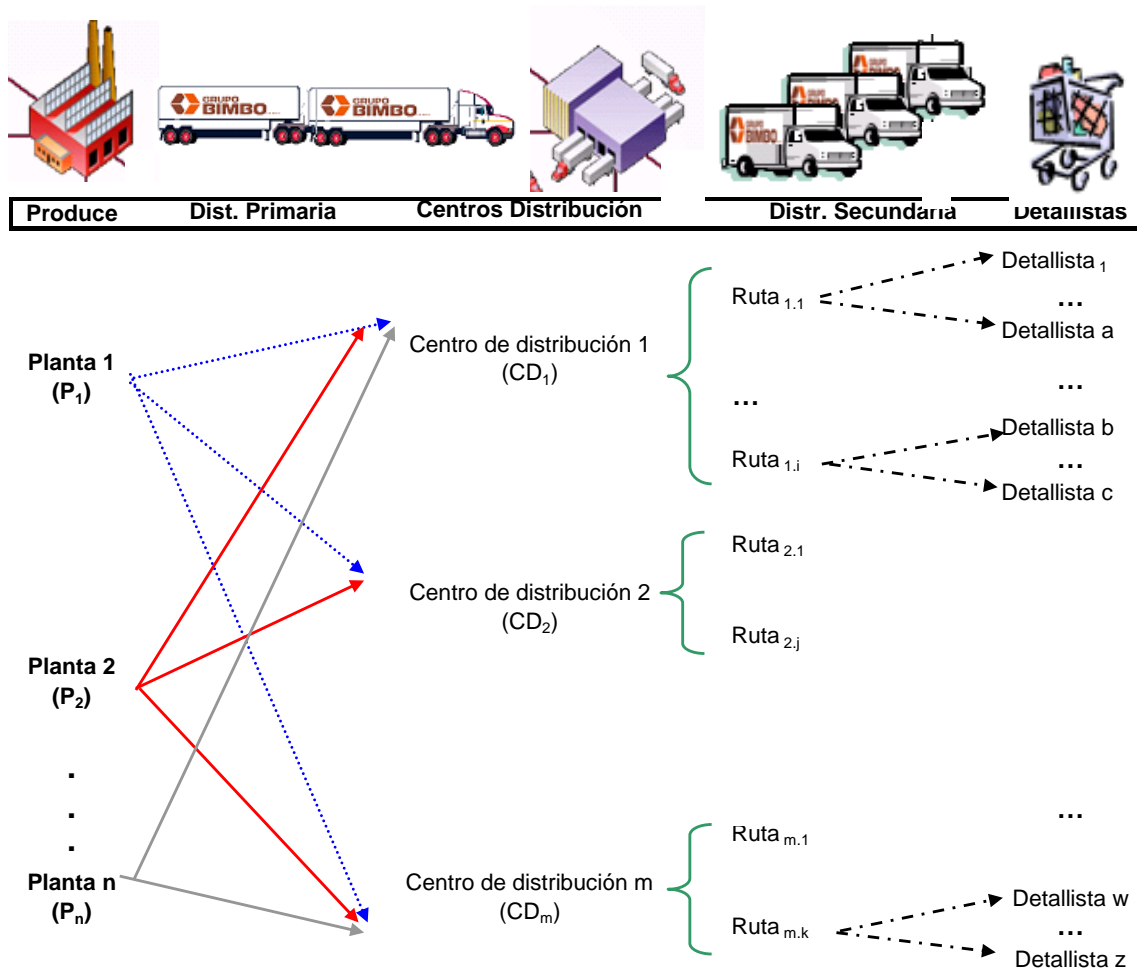 GRUPO BIMBO
GRUPO BIMBO
GRUPO BIMBO
Produce
Dist. Primaria
Centros Distribución
Distr. Secundaria
Detallistas
Planta 1
(P1)
Planta 2
(P2)
.
.
.
Planta n
(Pn)
Centro de distribución 1
(CD1)
Centro de distribución 2
(CD2)
Centro de distribución m
(CDm)
Ruta 1.1
...
Ruta 1.i
Ruta 2.1
Ruta 2.j
Ruta m.1
Ruta m.k
Detallista 1
...
Detallista a
...
Detallista b
...
Detallista c
...
Detallista w
...
Detallista z